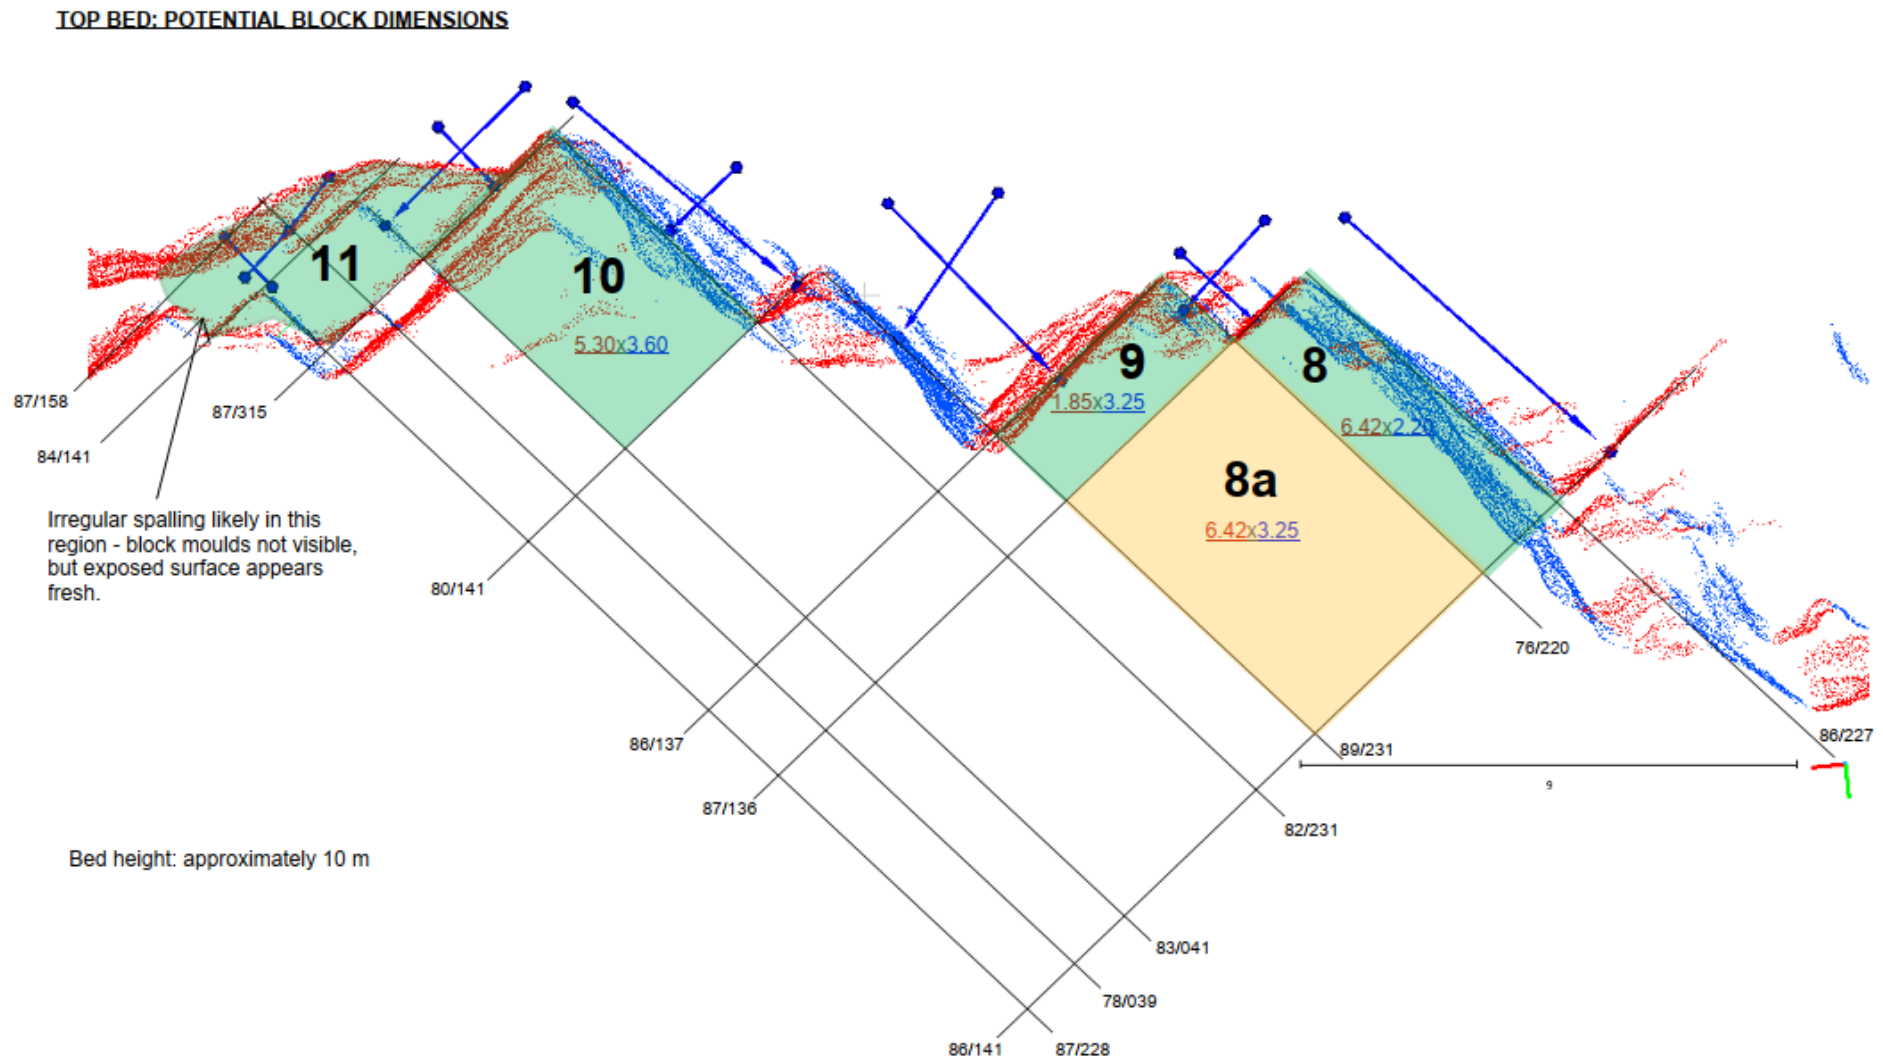 TOP BED: POTENTIAL BLOCK DIMENSIONS
11
10
5.30x3.60
9
1.85x3.25
8
6.42x2.20
8a
6.42x3.25
87/158
84/141
87/315
Irregular spalling likely in this
region - block moulds not visible,
but exposed surface appears
fresh.
80/141
86/137
87/136
76/220
89/231
86/227
9
82/231
83/041
78/039
86/141
87/228
Bed height: approximately 10 m